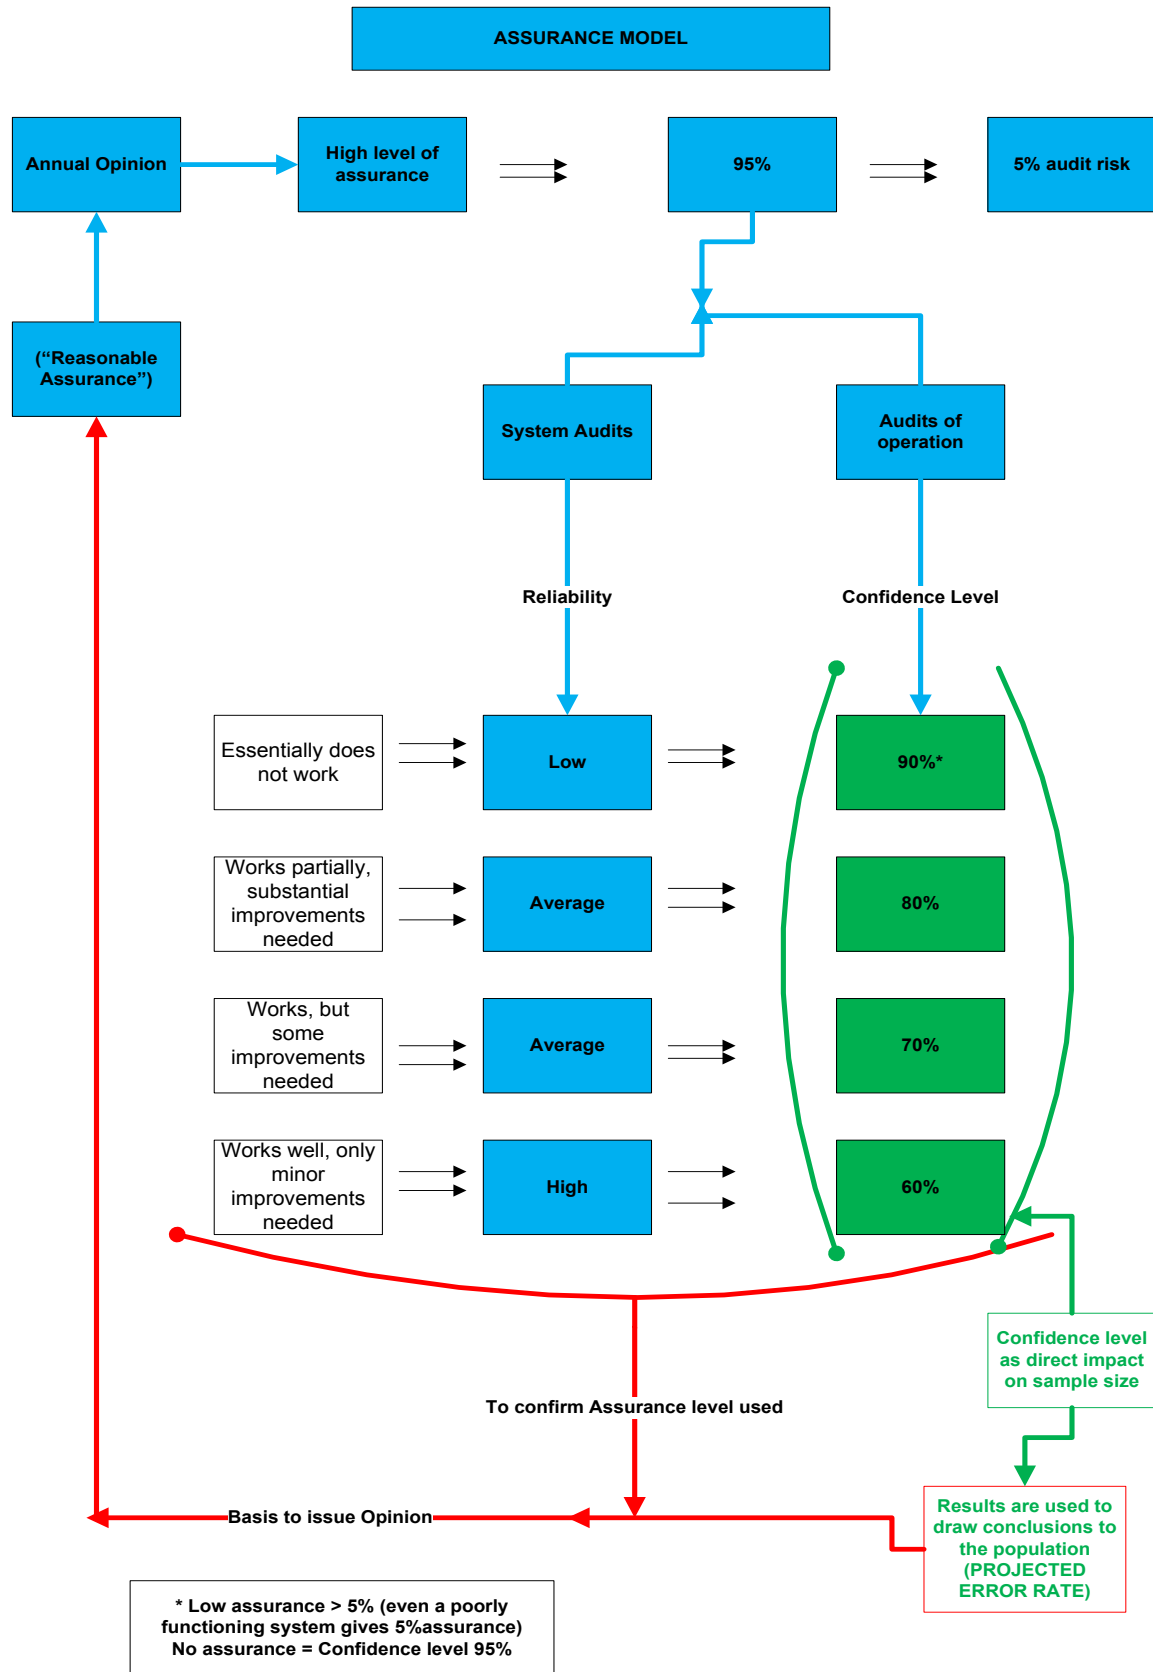 ASSURANCE MODEL
Annual Opinion
High level of
assurance
95%
5% audit risk
(“Reasonable
Assurance”)
System Audits
Audits of
operation
Reliability
Confidence Level
Essentially does
not work
Low
90%*
Works partially,
substantial
improvements
needed
Average
80%
Works, but
some
improvements
needed
Average
70%
Works well, only
minor
improvements
needed
High
60%
Confidence level
as direct impact
on sample size
To confirm Assurance level used
Basis to issue Opinion
Results are used to
draw conclusions to
the population
(PROJECTED
ERROR RATE)
* Low assurance > 5% (even a poorly
functioning system gives 5%assurance)
No assurance = Confidence level 95%